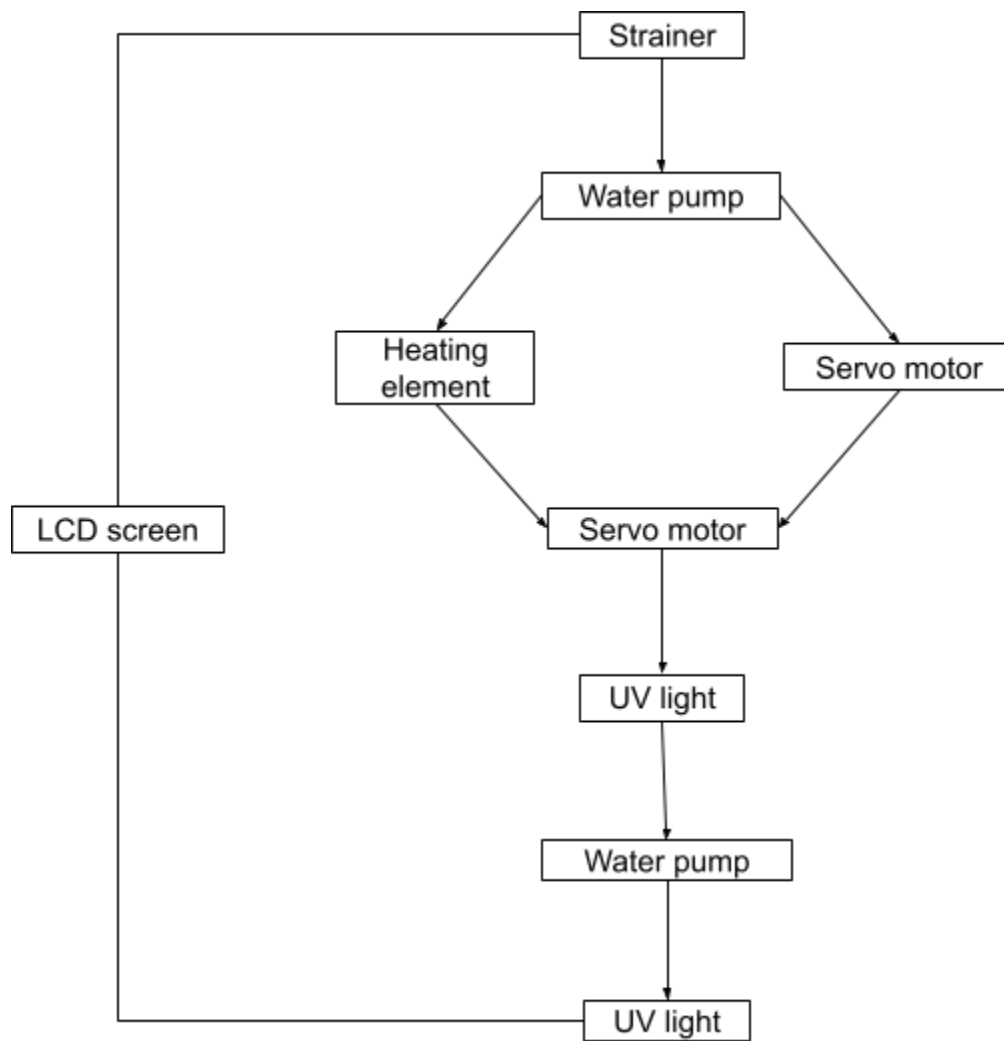 Strainer
Water pump
Heating
element
Servo motor
LCD screen
Servo motor
UV light
Water pump
UV light